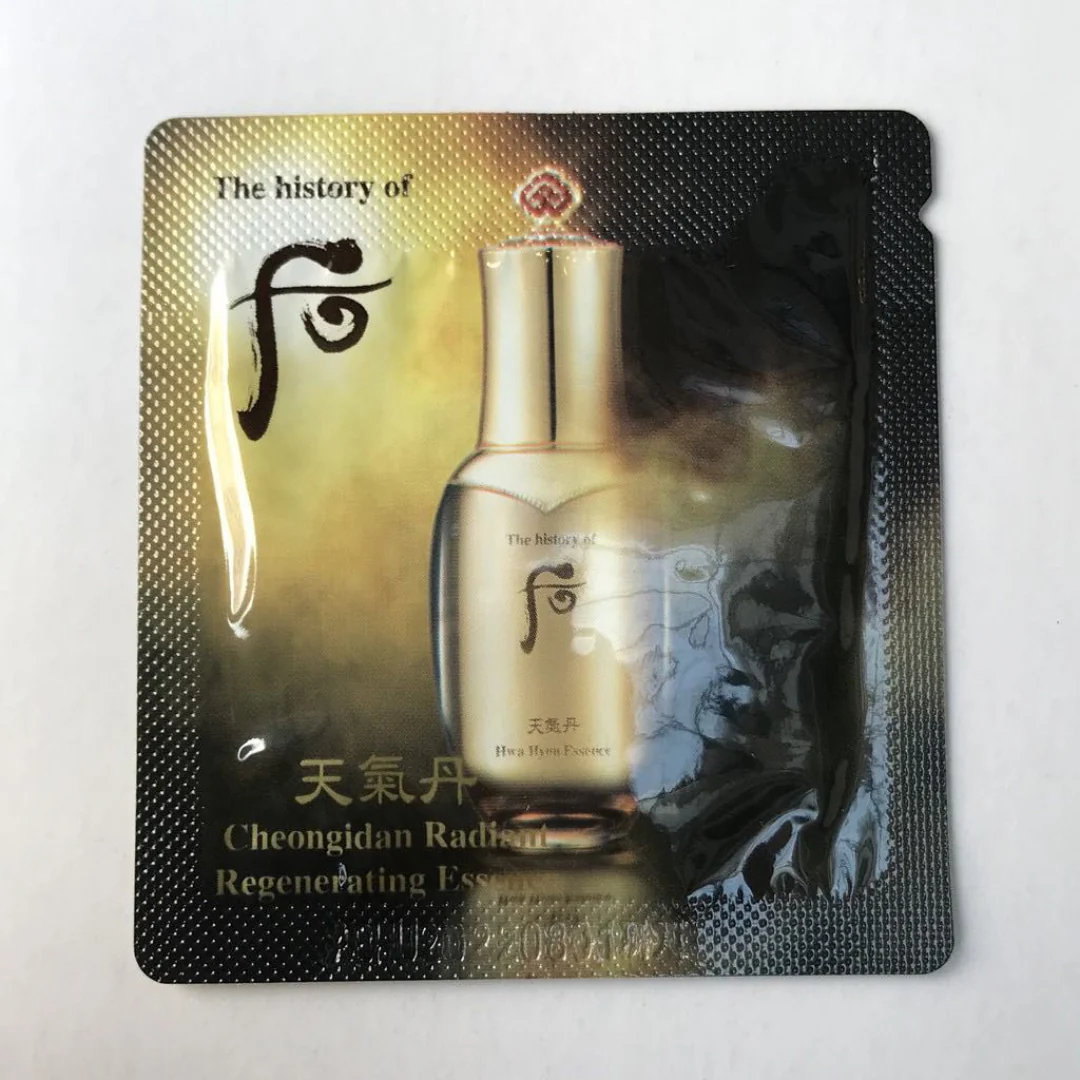 The history of
后
The history of
后
天氣丹
Hwa Hyun Essence
天氣丹
Cheongidan Radiant
Regenerating Essence